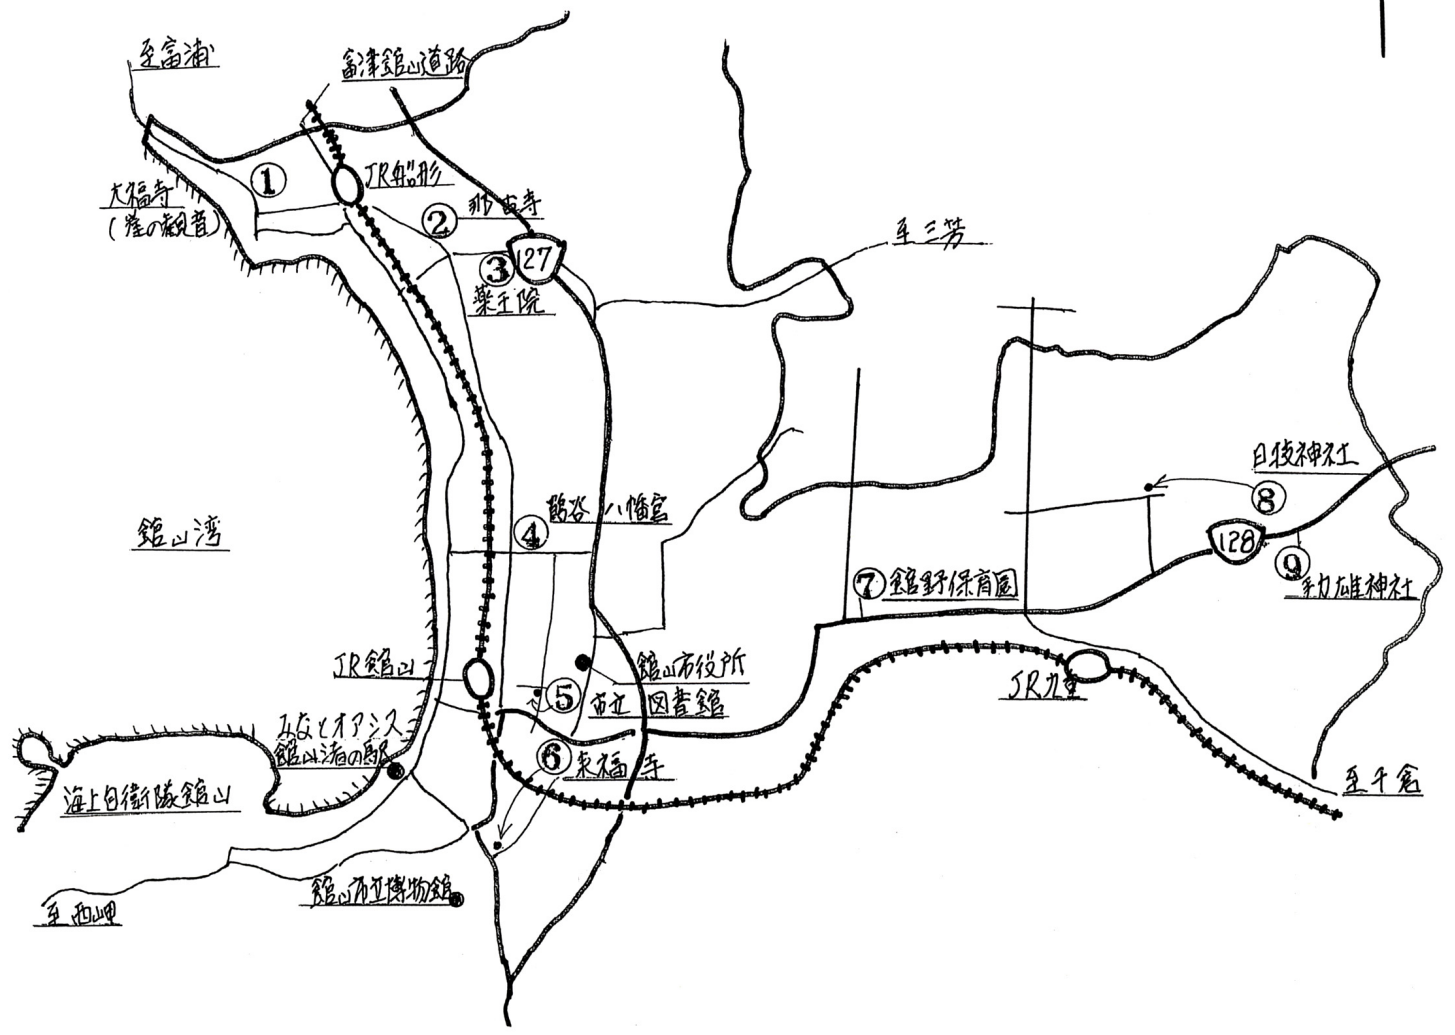 至富浦
富津館山道路
①
大福寺
(崖の観音)
JR船形
②
那古寺
127
③
薬王院
至三芳
館山湾
鶴谷八幡宮
④
日枝神社
⑧
128
⑨
手力雄神社
⑦
館野保育園
JR館山
館山市役所
市立図書館
⑤
JR九重
みなとオアシス
館山渚の駅
⑥
来福寺
海上自衛隊館山
至千倉
館山市立博物館
至西岬